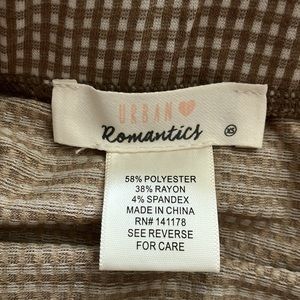 URBAN
Romantics
XS
58% POLYESTER
38% RAYON
4% SPANDEX
MADE IN CHINA
RN# 141178
SEE REVERSE
FOR CARE